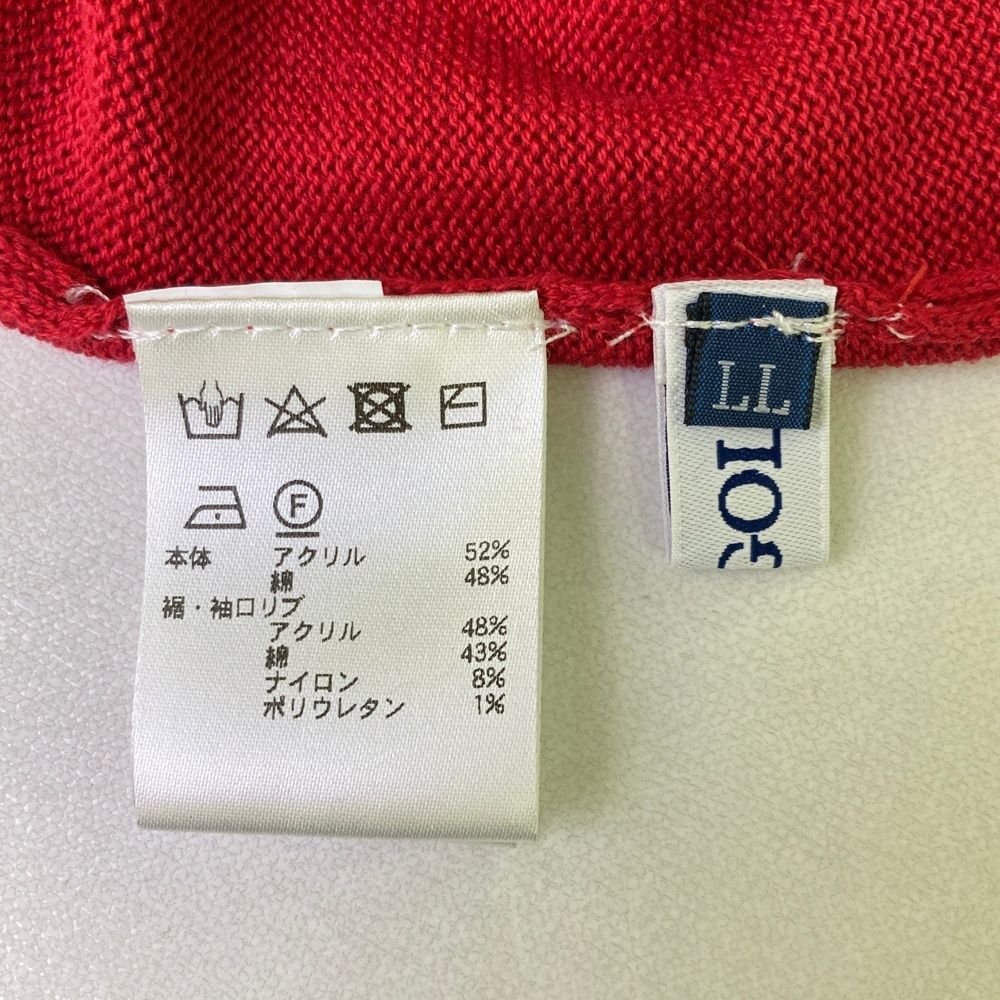 F
本体 アクリル 52%
綿 48%
裾・袖口リブ
アクリル 48%
綿 43%
ナイロン 8%
ポリウレタン 1%
LL
GOL